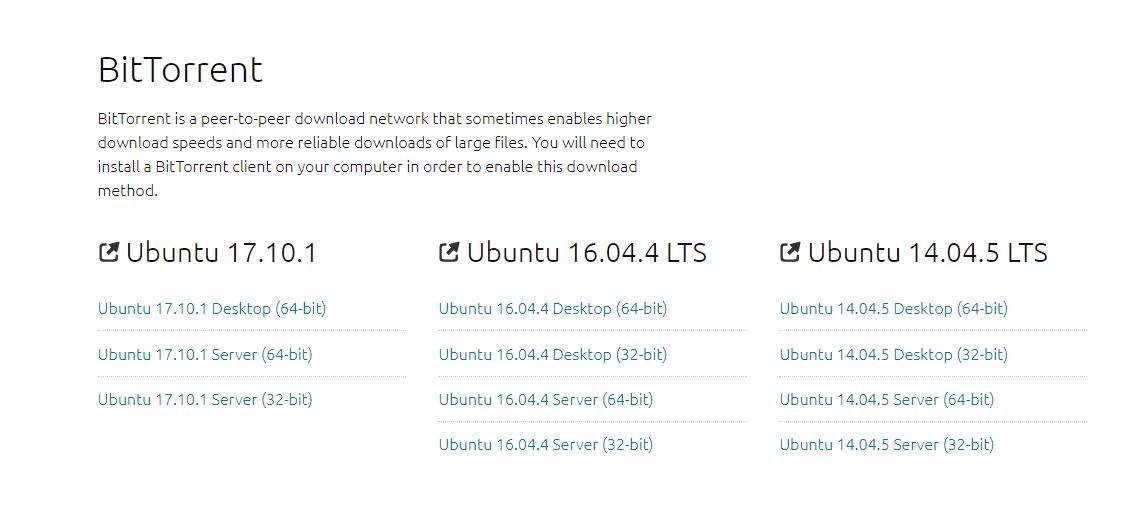 BitTorrent
BitTorrent is a peer-to-peer download network that sometimes enables higher
download speeds and more reliable downloads of large files. You will need to
install a BitTorrent client on your computer in order to enable this download
method.
Ubuntu 17.10.1
Ubuntu 17.10.1 Desktop (64-bit)
Ubuntu 17.10.1 Server (64-bit)
Ubuntu 17.10.1 Server (32-bit)
Ubuntu 16.04.4 LTS
Ubuntu 16.04.4 Desktop (64-bit)
Ubuntu 16.04.4 Desktop (32-bit)
Ubuntu 16.04.4 Server (64-bit)
Ubuntu 16.04.4 Server (32-bit)
Ubuntu 14.04.5 LTS
Ubuntu 14.04.5 Desktop (64-bit)
Ubuntu 14.04.5 Desktop (32-bit)
Ubuntu 14.04.5 Server (64-bit)
Ubuntu 14.04.5 Server (32-bit)